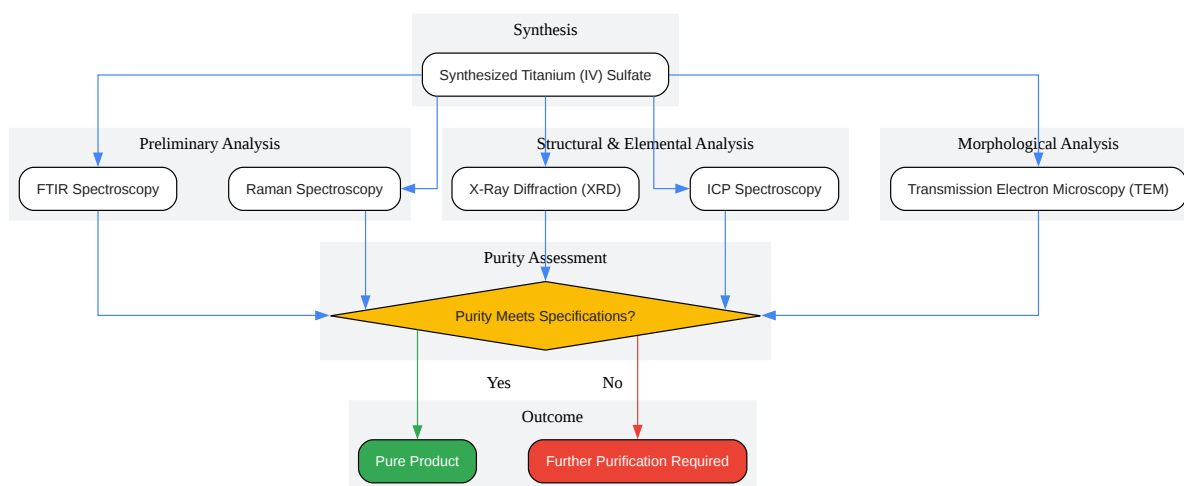 Synthesis
Synthesized Titanium (IV) Sulfate
Preliminary Analysis
Structural & Elemental Analysis
Morphological Analysis
FTIR Spectroscopy
Raman Spectroscopy
X-Ray Diffraction (XRD)
ICP Spectroscopy
Transmission Electron Microscopy (TEM)
Purity Assessment
Purity Meets Specifications?
Yes
No
Outcome
Pure Product
Further Purification Required